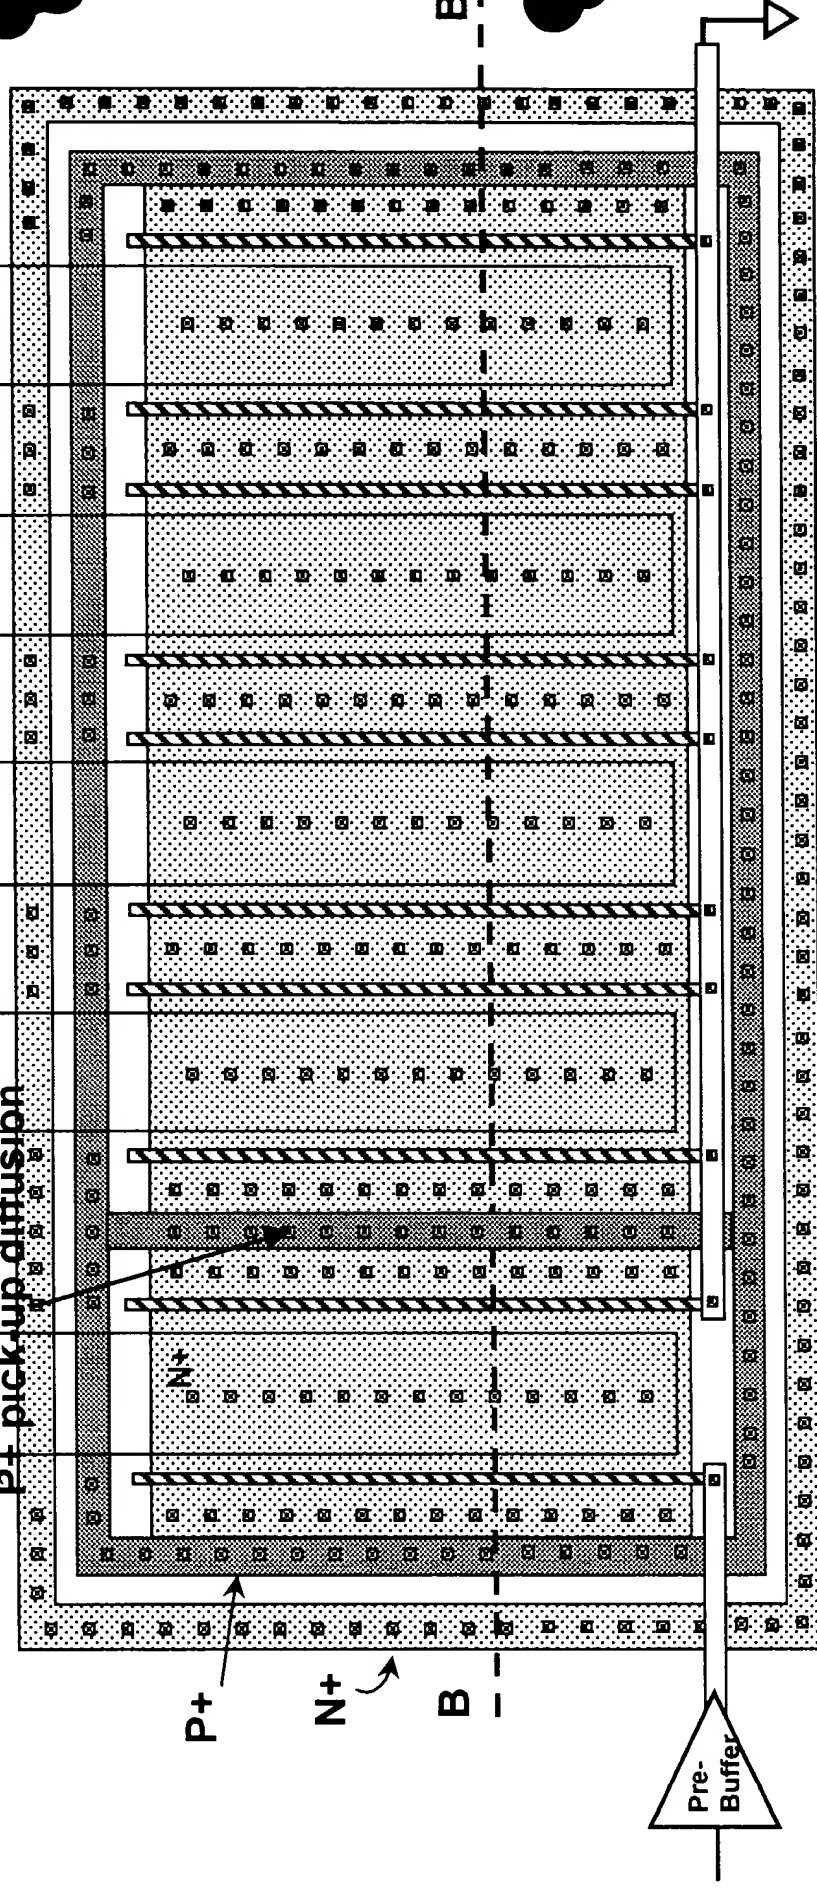 B
P+ pick-up diffusion
N+
P+
N+
B
Pre-
Buffer